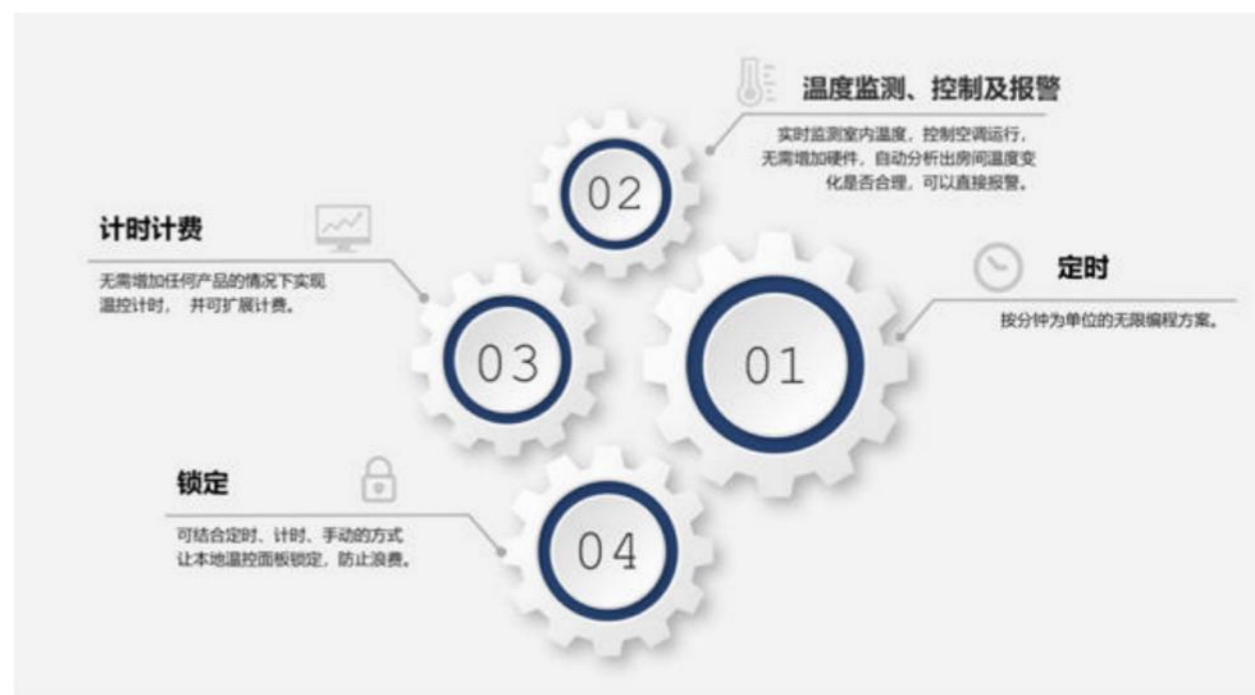 温度监测、控制及报警
实时监测室内温度，控制空调运行，
无需增加硬件，自动分析出房间温度变
化是否合理，可以直接报警。
02
计时计费
无需增加任何产品的情况下实现
温控计时， 并可扩展计费。
03
定时
按分钟为单位的无限编程方案。
01
锁定
可结合定时、计时、手动的方式
让本地温控面板锁定，防止浪费。
04